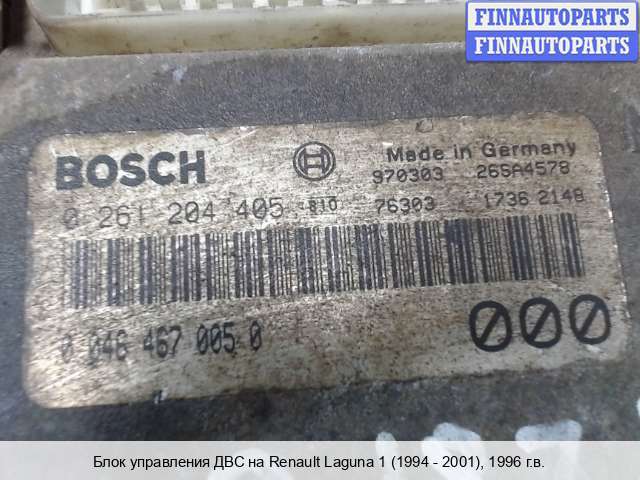 FINNAUTOPARTS
FINNAUTOPARTS
BOSCH
Made in Germany
970303 26SA4578
0 261 204 405 -810 76303 1736 2148
0 046 467 005 0
000
Блок управления ДВС на Renault Laguna 1 (1994 - 2001), 1996 г.в.